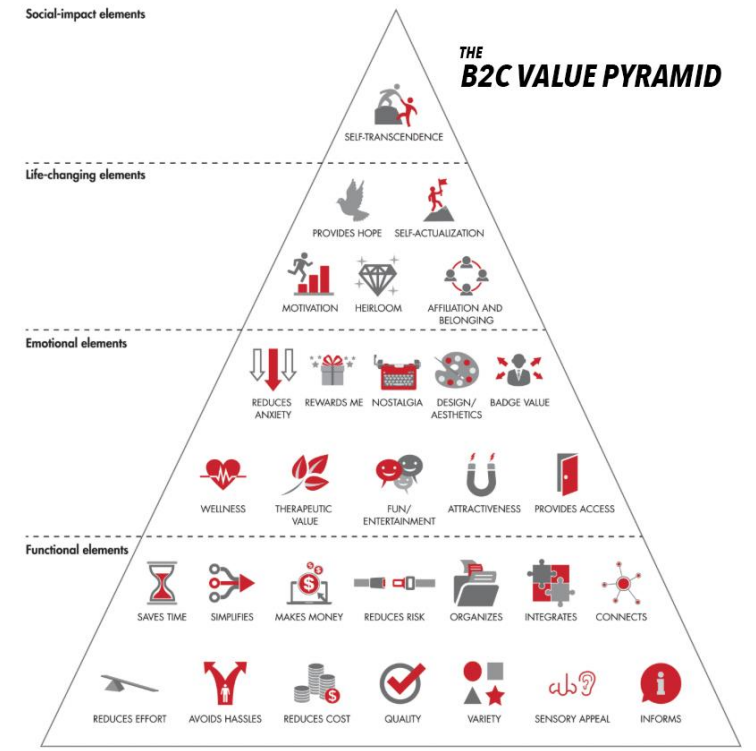 Social-impact elements
THE
B2C VALUE PYRAMID
SELF-TRANSCENDENCE
Life-changing elements
PROVIDES HOPE
SELF-ACTUALIZATION
MOTIVATION
HEIRLOOM
AFFILIATION AND
BELONGING
Emotional elements
REDUCES
ANXIETY
REWARDS ME
NOSTALGIA
DESIGN/
AESTHETICS
BADGE VALUE
WELLNESS
THERAPEUTIC
VALUE
FUN/
ENTERTAINMENT
ATTRACTIVENESS
PROVIDES ACCESS
Functional elements
$
$
$
SAVES TIME
SIMPLIFIES
MAKES MONEY
REDUCES RISK
ORGANIZES
INTEGRATES
CONNECTS
$
i
REDUCES EFFORT
AVOIDS HASSLES
REDUCES COST
QUALITY
VARIETY
SENSORY APPEAL
INFORMS